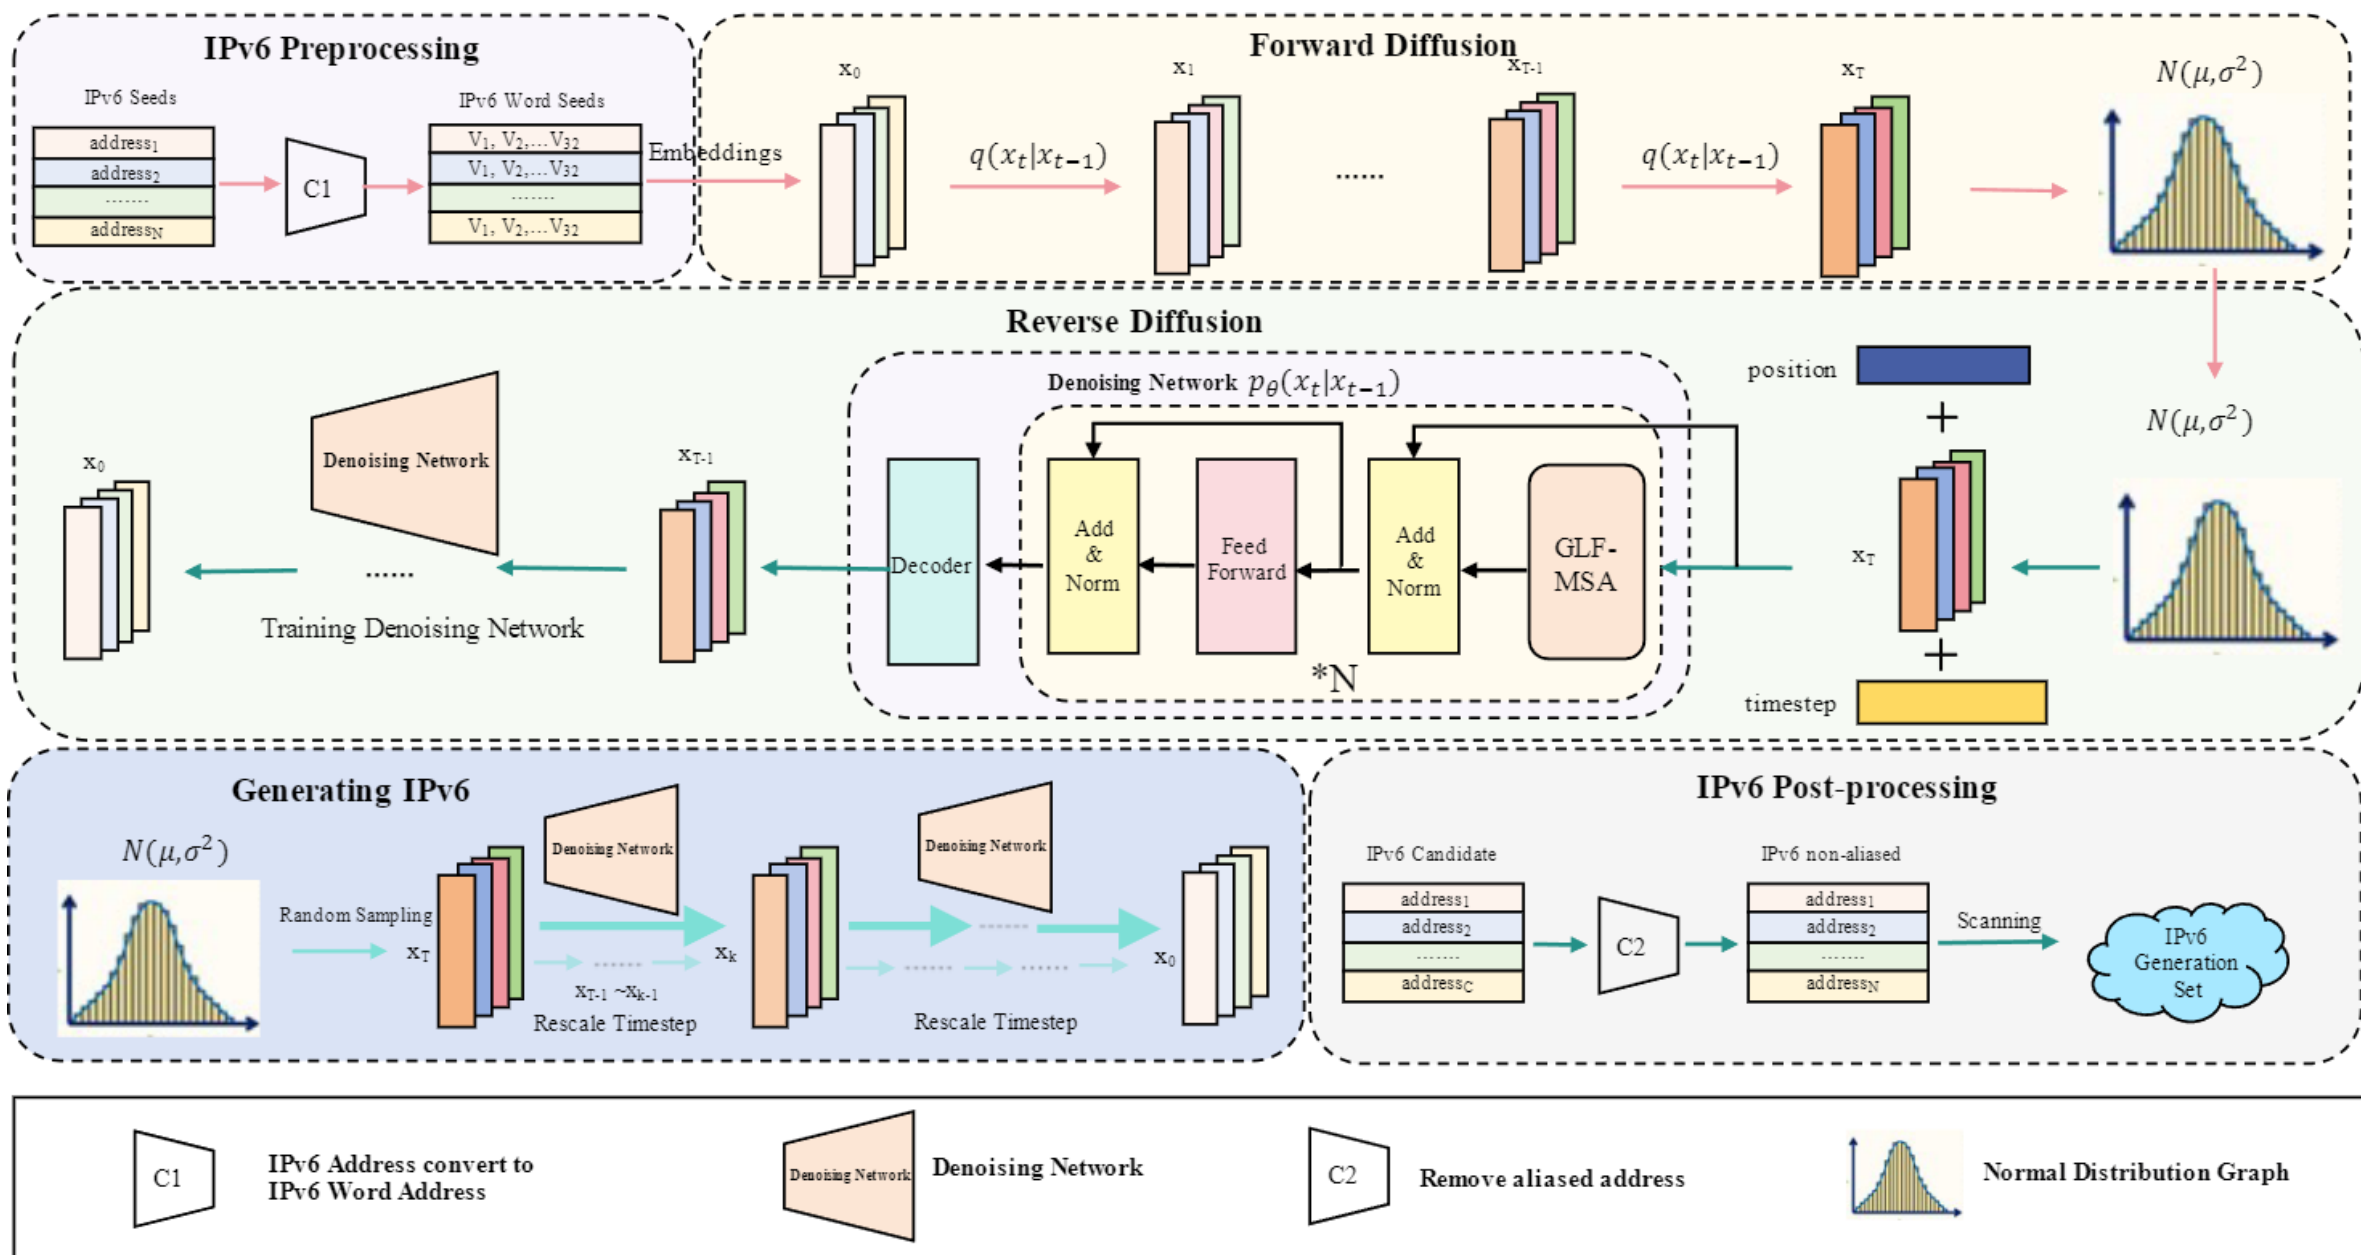 IPv6 Preprocessing
IPv6 Seeds
address1
address2
.......
addressN
C1
IPv6 Word Seeds
V1, V2,...V32
V1, V2,...V32
.......
V1, V2,...V32
Embeddings
Forward Diffusion
x0
q(xt|xt−1)
x1
......
xT-1
q(xt|xt−1)
xT
N(μ,σ²)
Reverse Diffusion
x0
Denoising Network
......
Training Denoising Network
xT-1
Denoising Network pθ(xt|xt−1)
Decoder
Add
&
Norm
Feed
Forward
Add
&
Norm
GLF-
MSA
*N
position
+
xT
+
timestep
N(μ,σ²)
Generating IPv6
N(μ,σ²)
Random Sampling
xT
Denoising Network
......
xT-1 ~xk-1
Rescale Timestep
xk
Denoising Network
......
...... ......
Rescale Timestep
x0
IPv6 Post-processing
IPv6 Candidate
address1
address2
.......
addressC
C2
IPv6 non-aliased
address1
address2
.......
addressN
Scanning
IPv6
Generation
Set
C1
IPv6 Address convert to
IPv6 Word Address
Denoising Network
Denoising Network
C2
Remove aliased address
Normal Distribution Graph